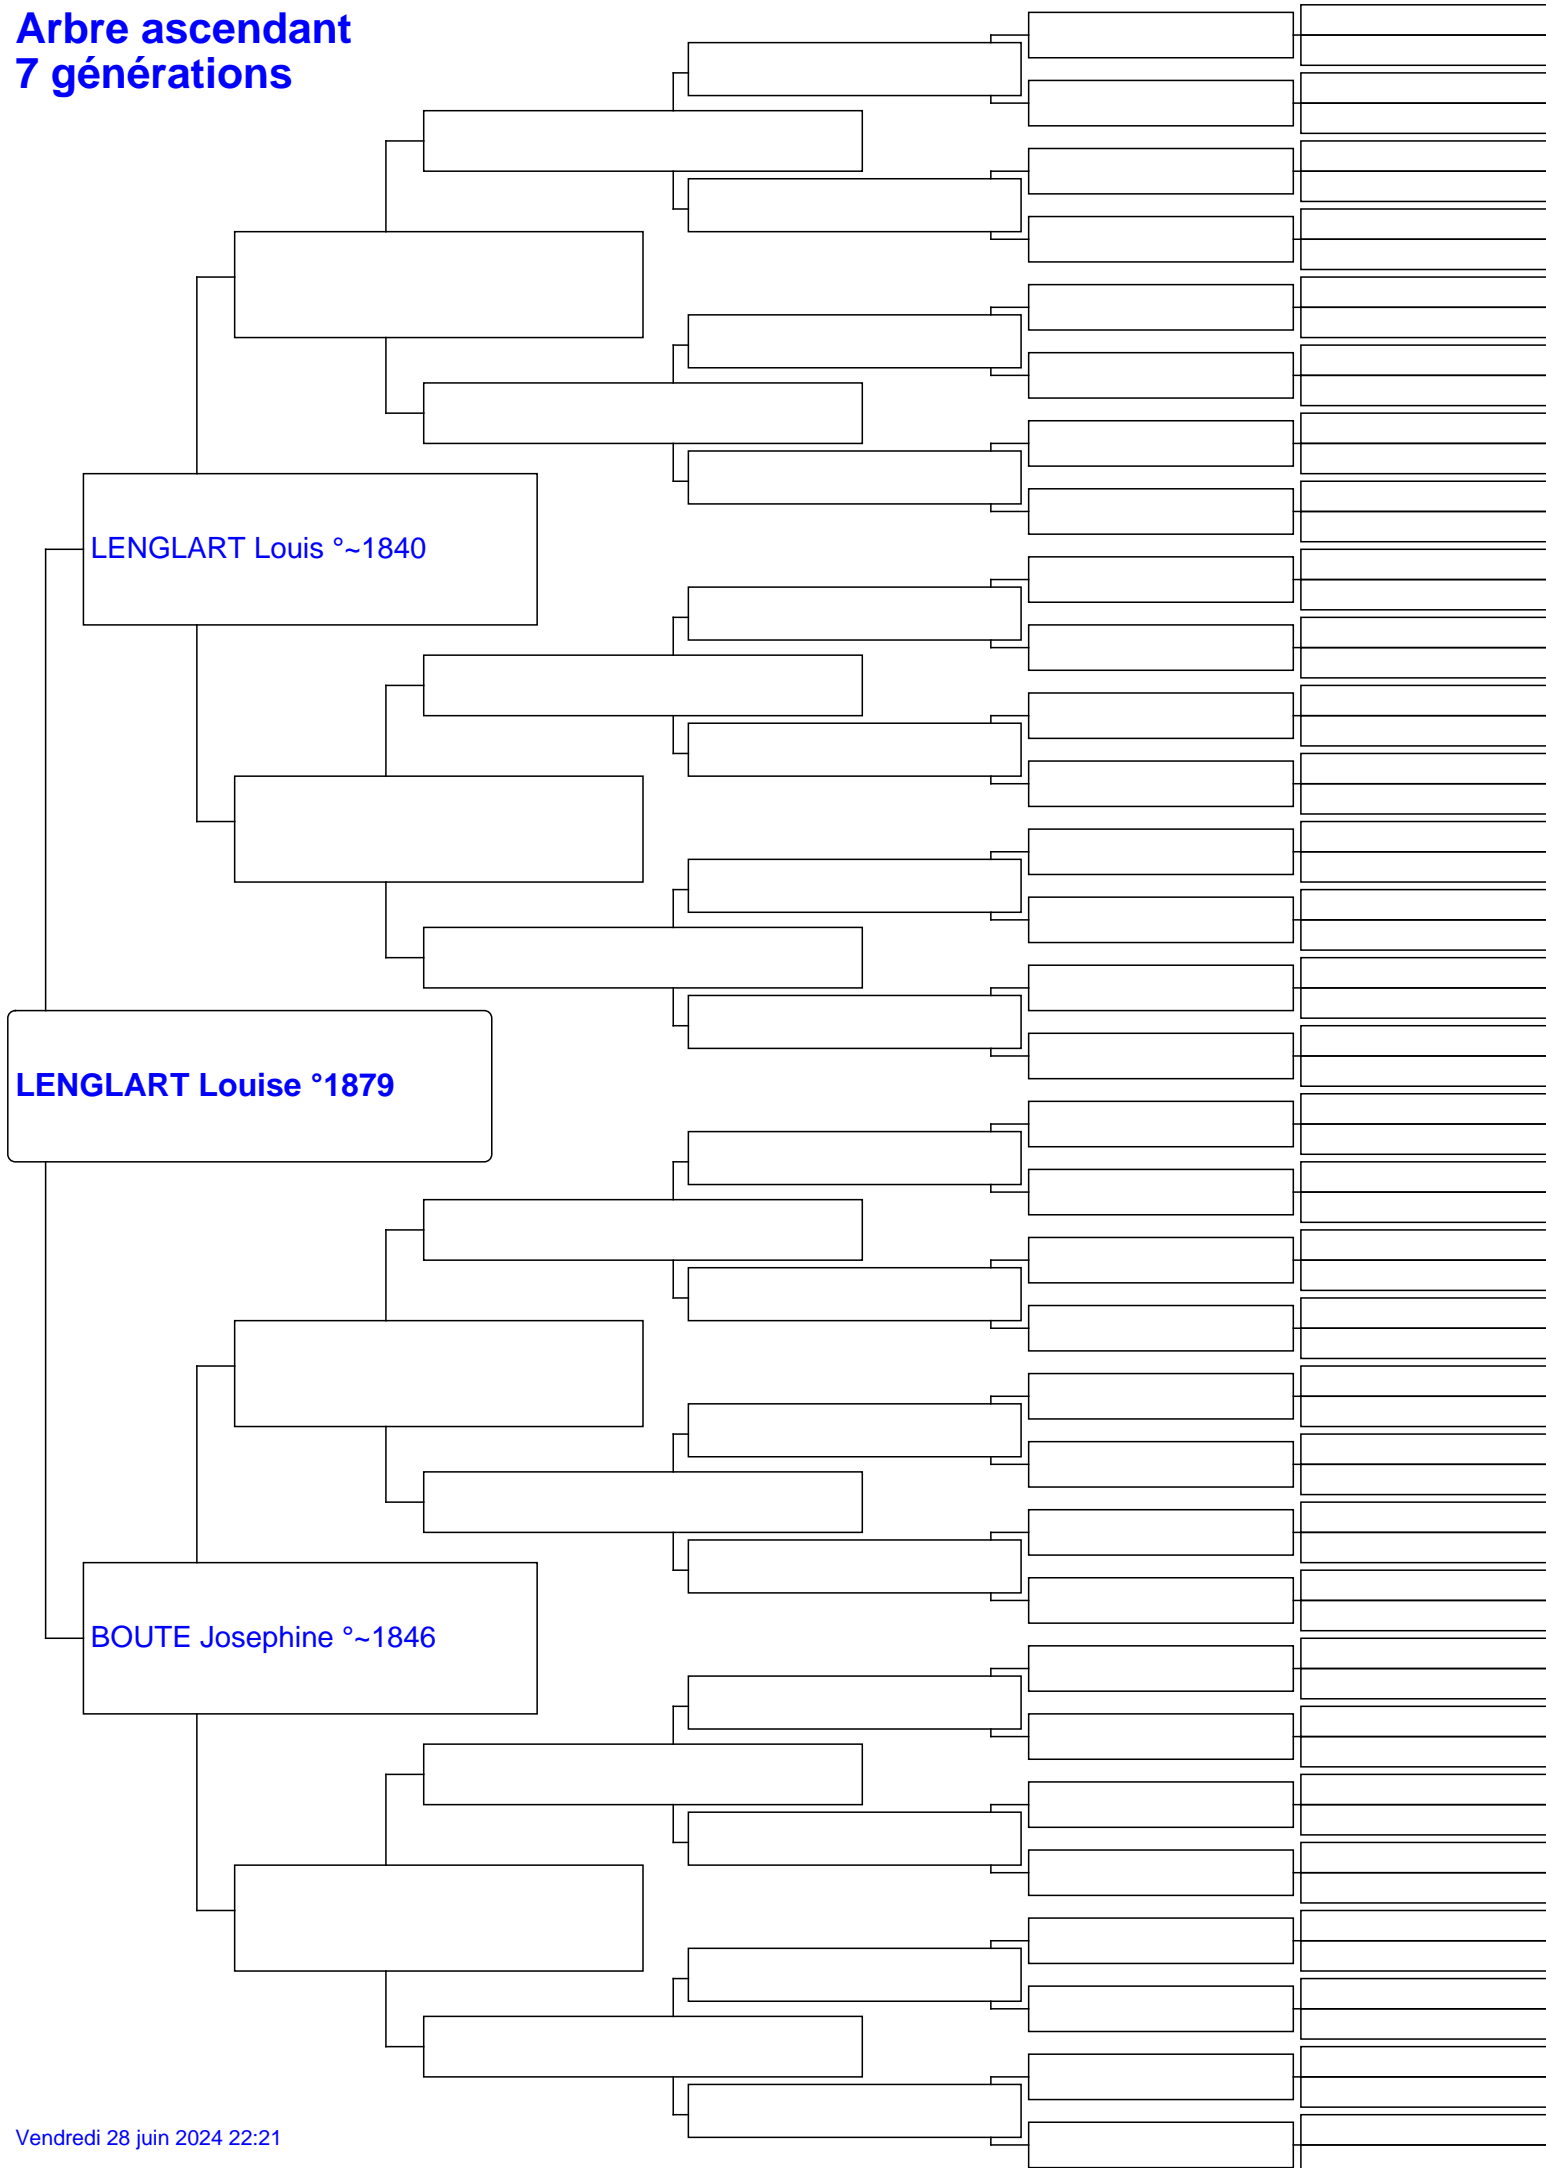 Arbre ascendant
7 générations
LENGLART Louis °~1840
LENGLART Louise °1879
BOUTE Josephine °~1846
Vendredi 28 juin 2024 22:21